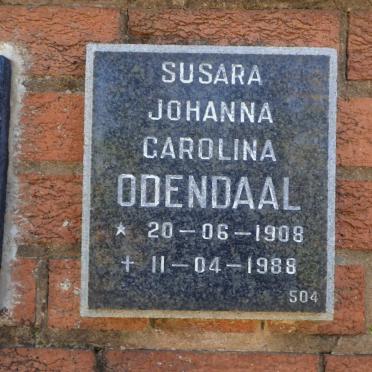 SUSARA
JOHANNA
CAROLINA
ODENDAAL
★ 20-06-1908
+ 11-04-1988
504